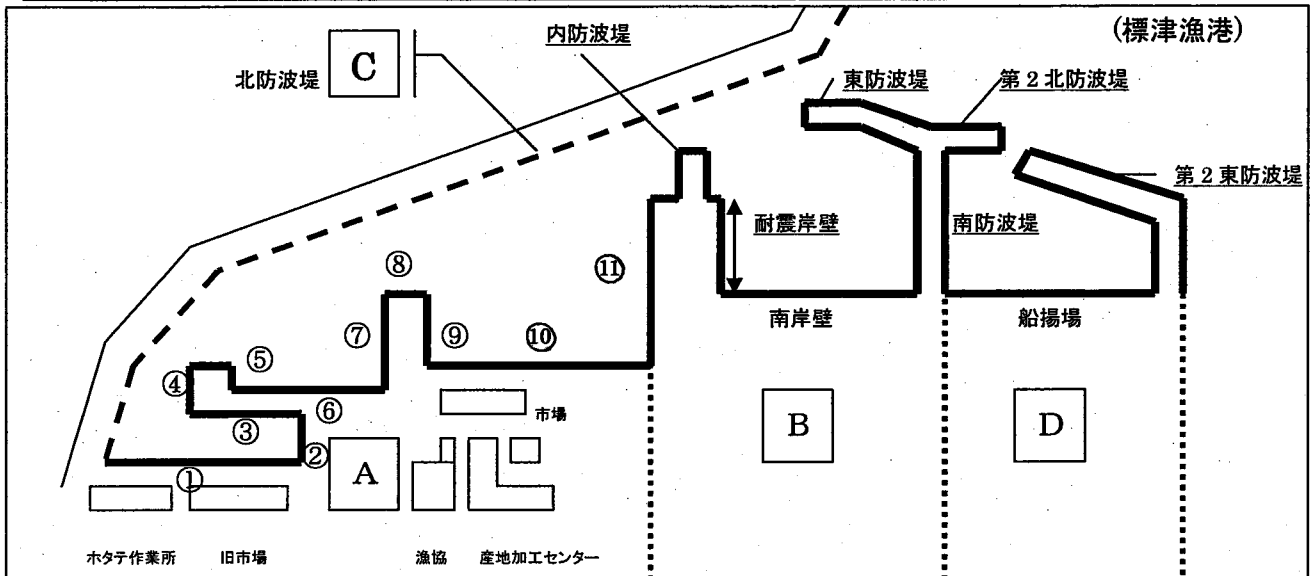 (標津漁港)
内防波堤
C
北防波堤
東防波堤
第2北防波堤
第2東防波堤
耐震岸壁
南防波堤
⑧
⑪
⑦
⑨
⑩
南岸壁
船揚場
⑤
④
⑥
市場
③
B
D
②
A
①
ホタテ作業所
旧市場
漁協
産地加工センター